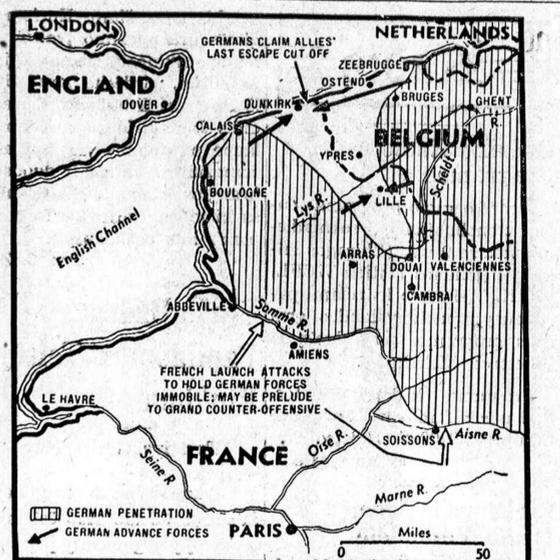 LONDON
NETHERLANDS
GERMANS CLAIM ALLIES'
LAST ESCAPE CUT OFF
ZEEBRUGGE
ENGLAND
OSTEND
DOVER
DUNKIRK
BRUGES
GHENT
CALAIS
R.
BELGIUM
YPRES
Scheldt
BOULOGNE
LILLE
Lys R.
English Channel
ARRAS
DOUAI
VALENCIENNES
CAMBRAI
ABBEVILLE
Somme R.
AMIENS
FRENCH LAUNCH ATTACKS
TO HOLD GERMAN FORCES
IMMOBILE; MAY BE PRELUDE
TO GRAND COUNTER-OFFENSIVE
LE HAVRE
SOISSONS
Aisne R.
Oise R.
FRANCE
Seine R.
Marne R.
GERMAN PENETRATION
GERMAN ADVANCE FORCES
PARIS
Miles
0 50